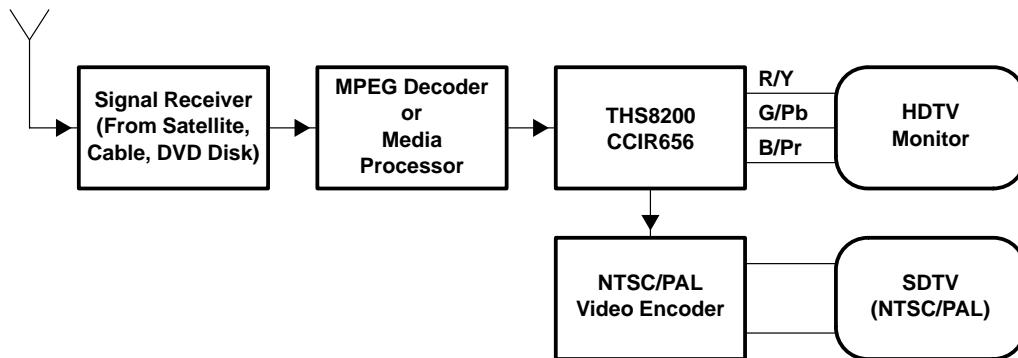 Signal Receiver
(From Satellite,
Cable, DVD Disk)
MPEG Decoder
or
Media
Processor
THS8200
CCIR656
R/Y
G/Pb
B/Pr
HDTV
Monitor
NTSC/PAL
Video Encoder
SDTV
(NTSC/PAL)